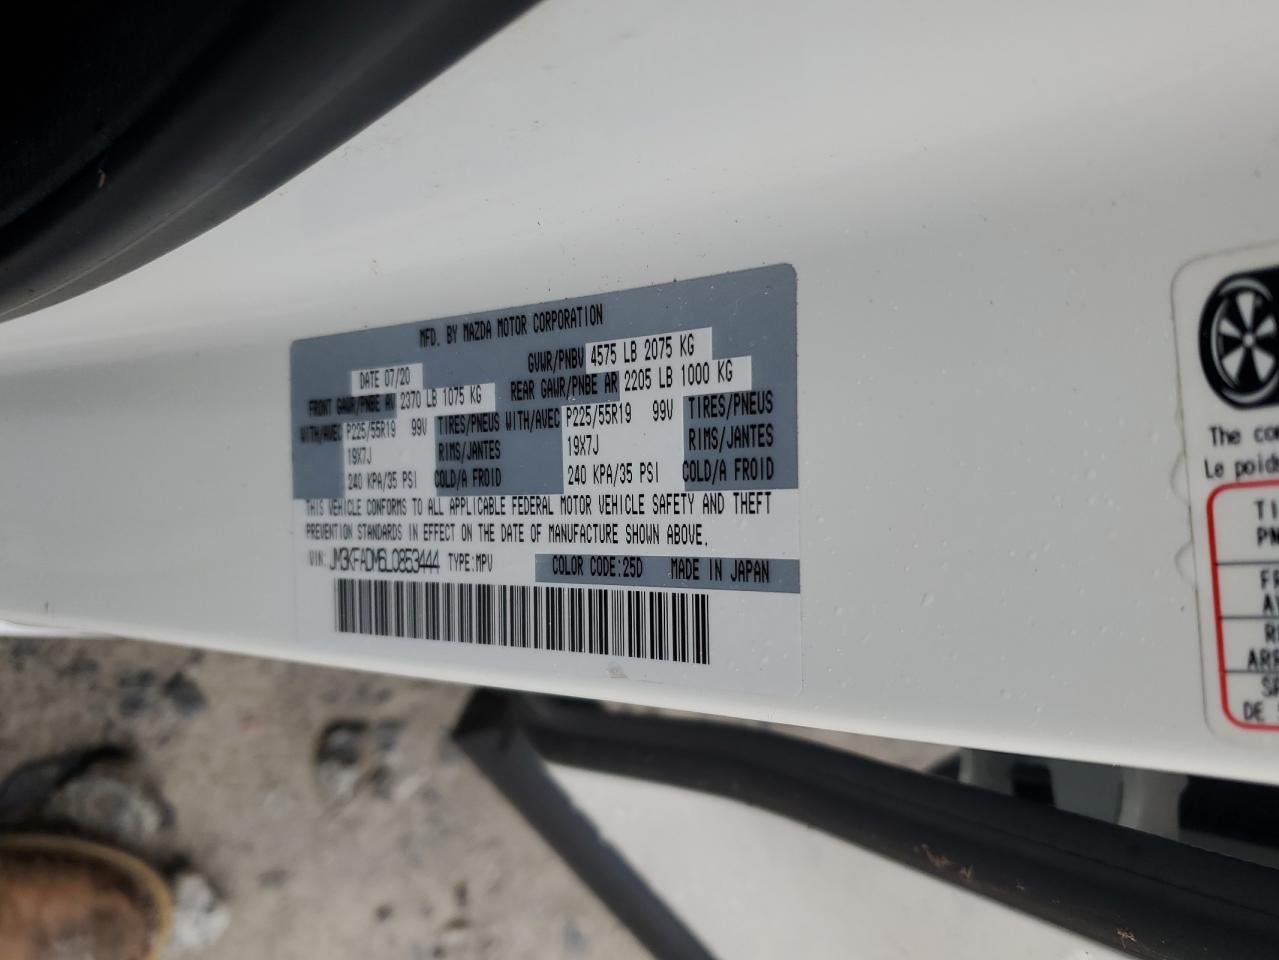 MFD. BY MAZDA MOTOR CORPORATION
DATE 07/20 GVWR/PNBV 4575 LB 2075 KG
FRONT GAWR/PNBE AV 2370 LB 1075 KG REAR GAWR/PNBE AR 2205 LB 1000 KG
WITH/AVEC P225/55R19 99V TIRES/PNEUS WITH/AVEC P225/55R19 99V TIRES/PNEUS
19X7J RIMS/JANTES 19X7J RIMS/JANTES
240 KPA/35 PSI COLD/A FROID 240 KPA/35 PSI COLD/A FROID
THIS VEHICLE CONFORMS TO ALL APPLICABLE FEDERAL MOTOR VEHICLE SAFETY AND THEFT
PREVENTION STANDARDS IN EFFECT ON THE DATE OF MANUFACTURE SHOWN ABOVE.
VIN: JM3KFADM6L0853444 TYPE:MPV COLOR CODE:25D MADE IN JAPAN
The
Le poids
DE